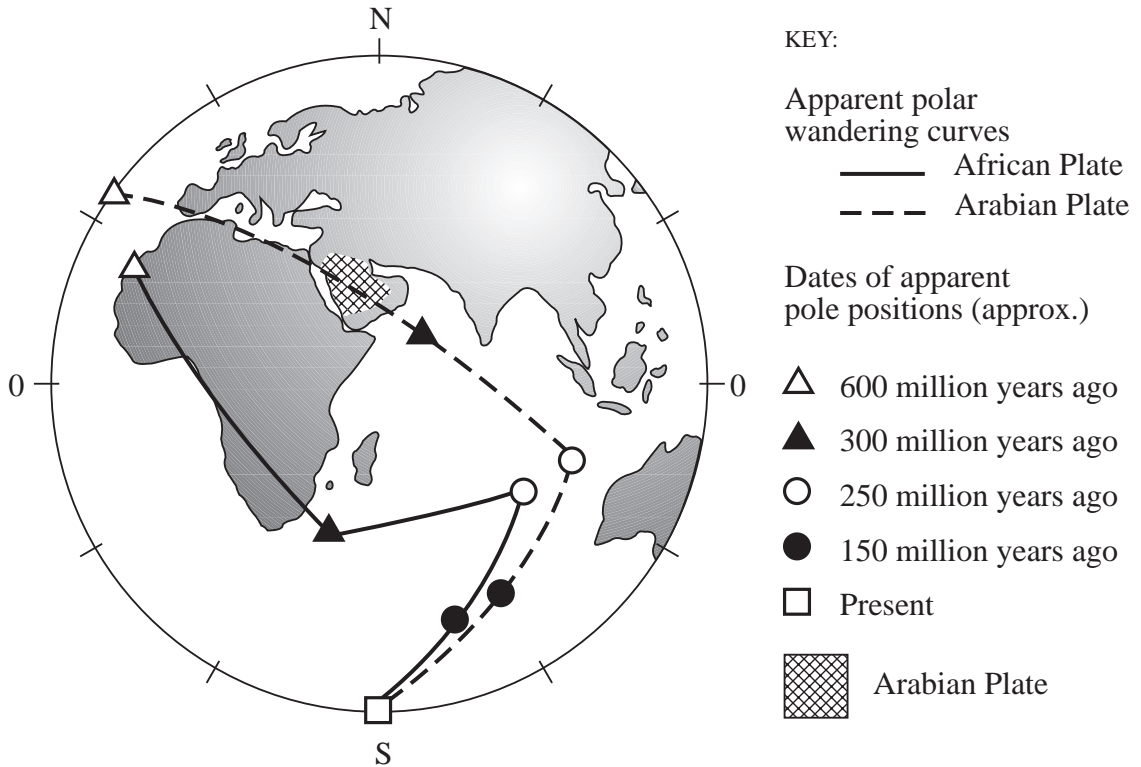 N
0
0
S
KEY:
Apparent polar
wandering curves
African Plate
Arabian Plate
Dates of apparent
pole positions (approx.)
600 million years ago
300 million years ago
250 million years ago
150 million years ago
Present
Arabian Plate